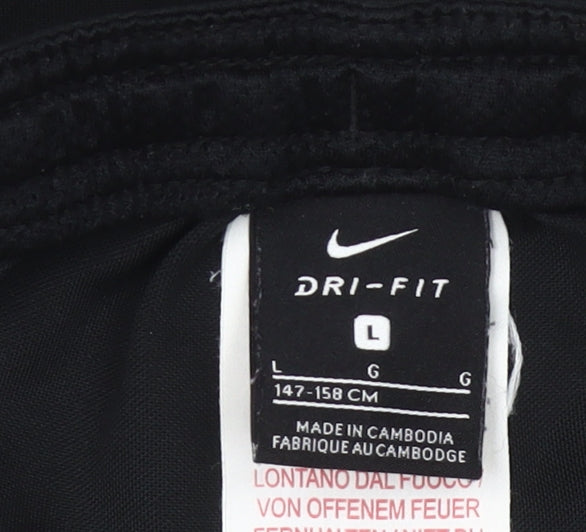 DRI-FIT
L
L G G
147-158 CM
MADE IN CAMBODIA
FABRIQUE AU CAMBODGE
LONTANO DAL FUOCO /
VON OFFENEM FEUER